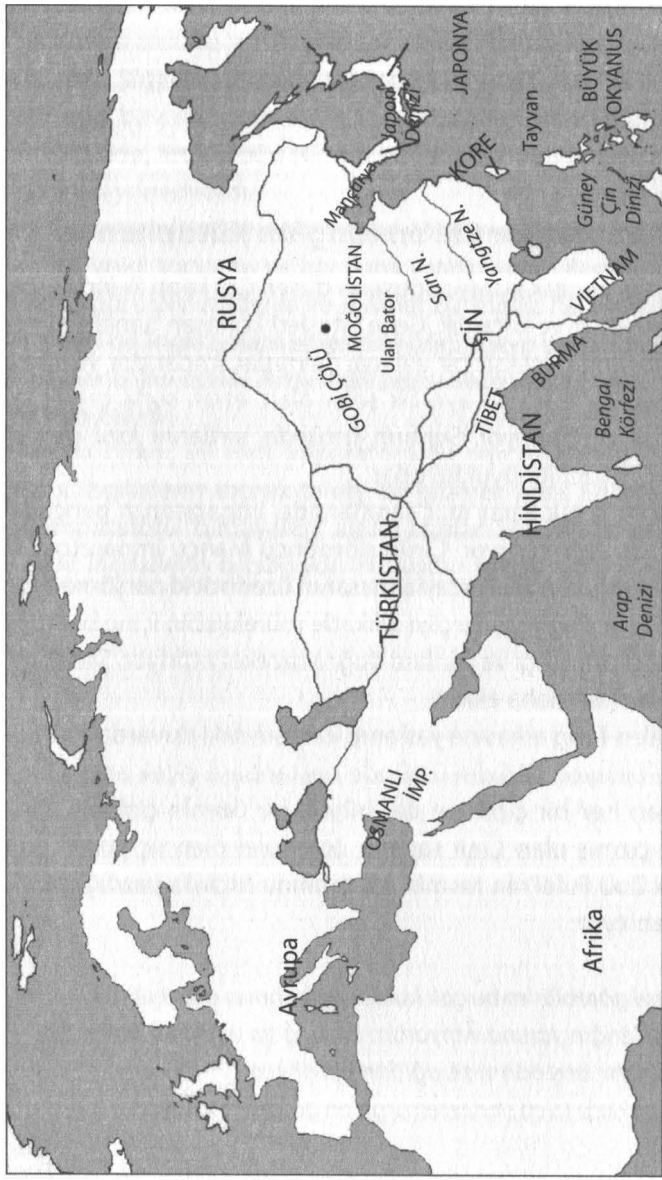 RUSYA
GOBİ ÇÖLÜ
MOĞOLİSTAN
Ulan Bator
Mançurya
Japon
Denizi
JAPONYA
KORE
Sarı N.
Yangtze N.
ÇİN
TİBET
TÜRKİSTAN
Avrupa
OSMANLI
İMP.
HİNDİSTAN
BURMA
VİETNAM
Tayvan
Güney
Çin
Dinizi
BÜYÜK
OKYANUS
Bengal
Körfezi
Arap
Denizi
Afrika